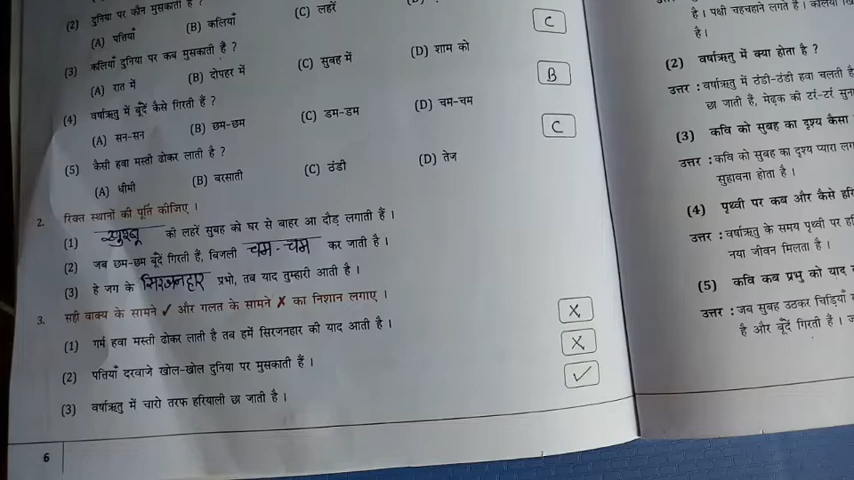 (2) दुनिया पर कौन मुसकाती है ?
(A) पत्तियाँ (B) कलियाँ (C) लहरें
(3) कलियाँ दुनिया पर कब मुसकाती है ? C
(A) रात में (B) दोपहर में (C) सुबह में (D) शाम को
(4) वर्षाऋतु में बूँदें कैसे गिरती हैं ? B
(A) सन-सन (B) छम-छम (C) डम-डम (D) चम-चम
(5) कैसी हवा मस्ती ढोकर लाती है ? C
(A) धीमी (B) बरसाती (C) ठंडी (D) तेज
2. रिक्त स्थानों की पूर्ति कीजिए ।
(1) खुश्बू की लहरें सुबह को घर से बाहर आ दौड़ लगाती हैं ।
(2) जब छम-छम बूँदें गिरती हैं, बिजली चम-चम कर जाती है ।
(3) हे जग के सिरजनहार प्रभो, तब याद तुम्हारी आती है ।
3. सही वाक्य के सामने ✓ और गलत के सामने ✗ का निशान लगाए ।
(1) गर्म हवा मस्ती ढोकर लाती है तब हमें सिरजनहार की याद आती है । ✗
(2) पत्तियाँ दरवाजे खोल-खोल दुनिया पर मुसकाती हैं । ✗
(3) वर्षाऋतु में चारो तरफ हरियाली छा जाती है । ✓
6
है । पक्षी चहचहाने लगते हैं । कलियाँ
है ।
(2) वर्षाऋतु में क्या होता है ?
उत्तर : वर्षाऋतु में ठंडी-ठंडी हवा चलती
छा जाती है, मेढ़क की टर्र-टर्र
(3) कवि को सुबह का दृश्य कैसा
उत्तर : कवि को सुबह का दृश्य प्यारा
सुहावना होता है ।
(4) पृथ्वी पर कब और कैसे
उत्तर : वर्षाऋतु के समय पृथ्वी पर
नया जीवन मिलता है ।
(5) कवि कब प्रभु को याद
उत्तर : जब सुबह उठकर चिड़ियाँ
है और बूँदें गिरती हैं ।